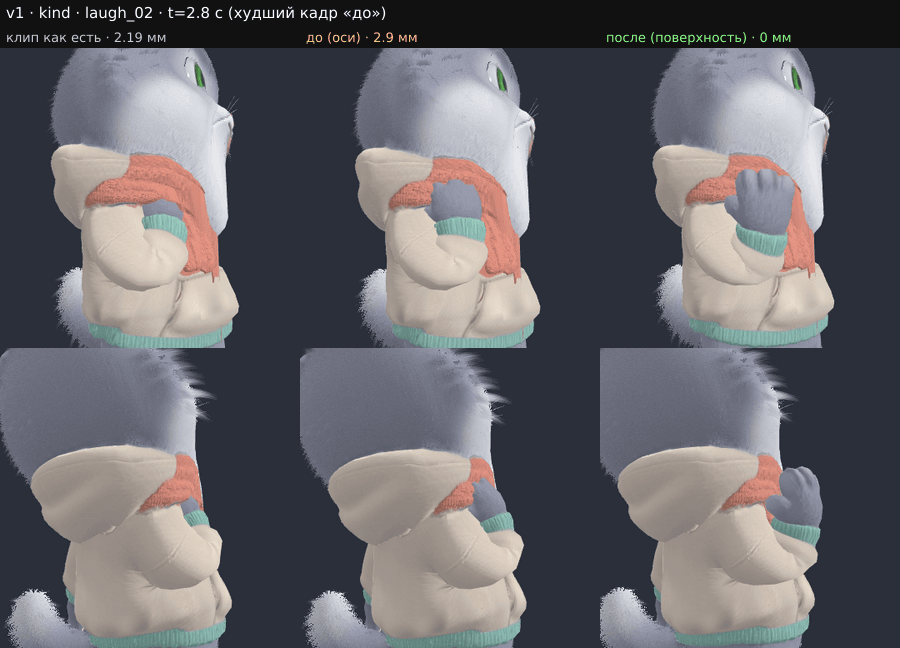 v1 · kind · laugh_02 · t=2.8 с (худший кадр «до»)
клип как есть · 2.19 мм
до (оси) · 2.9 мм
после (поверхность) · 0 мм